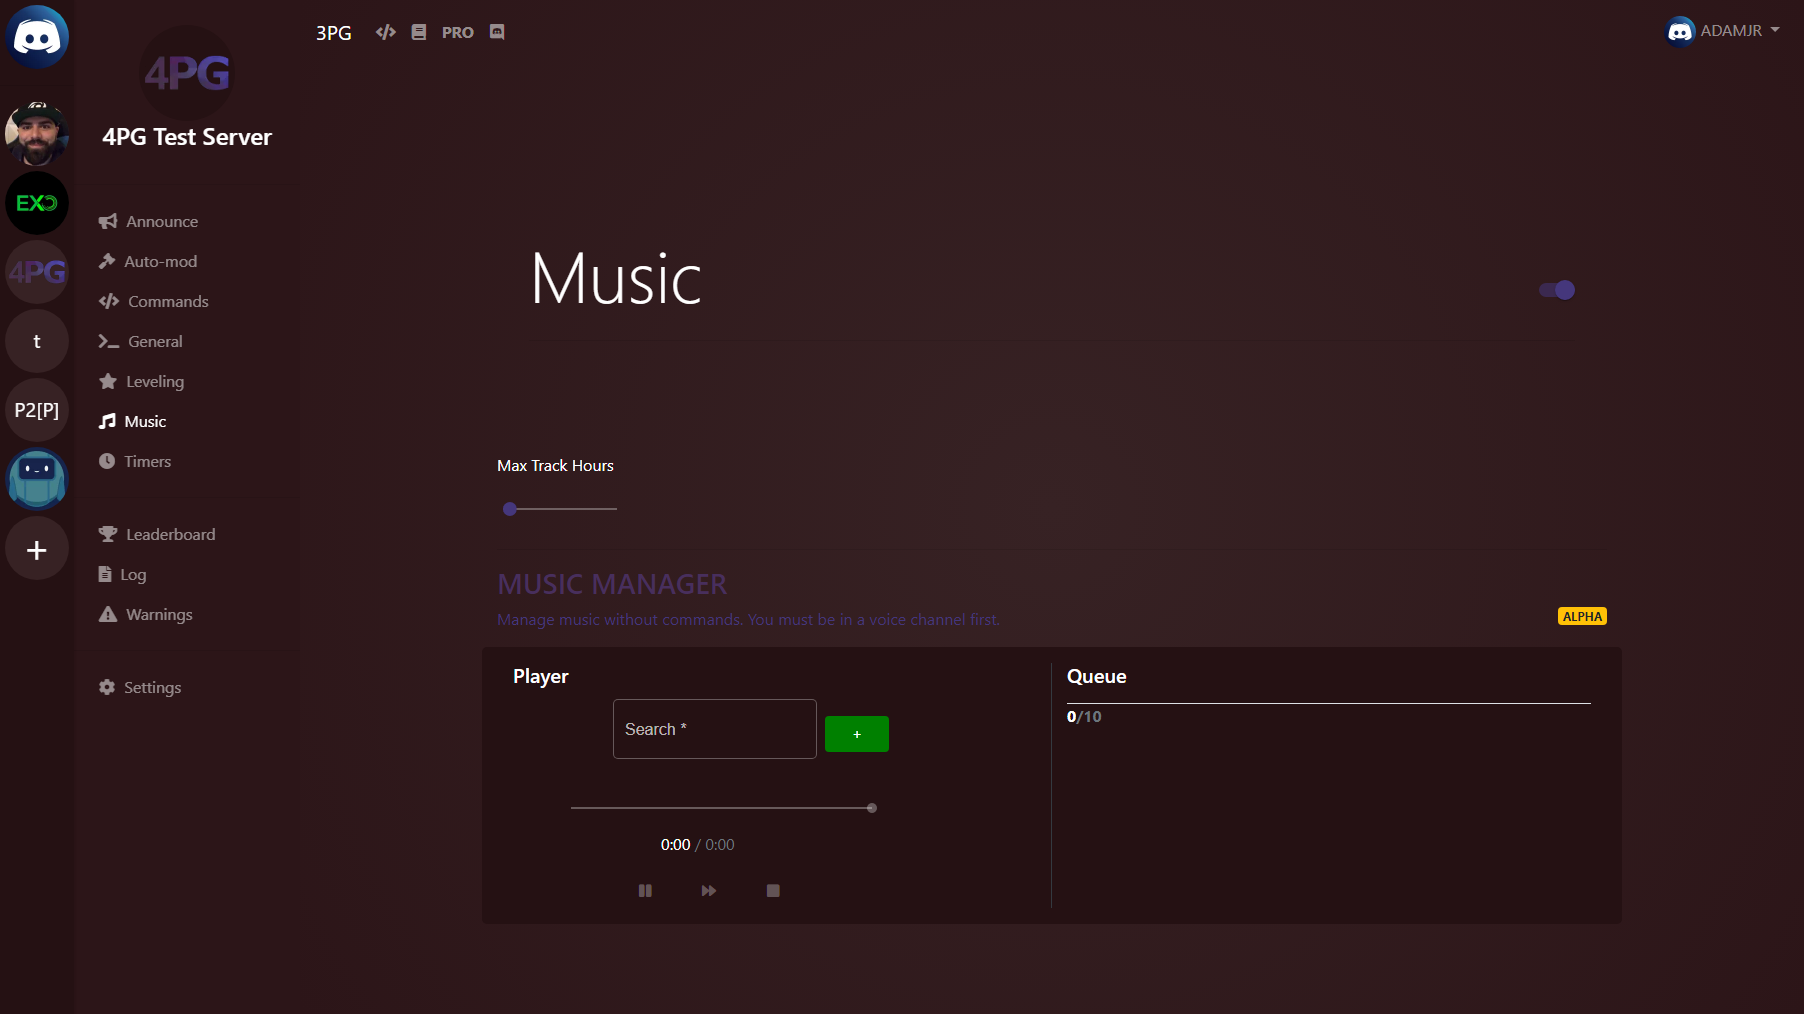 3PG
PRO
ADAMJR
4PG
4PG Test Server
EXO
4PG
t
P2[P]
+
Announce
Auto-mod
Commands
General
Leveling
Music
Timers
Leaderboard
Log
Warnings
Settings
Music
Max Track Hours
MUSIC MANAGER
Manage music without commands. You must be in a voice channel first.
ALPHA
Player
Search *
+
0:00 / 0:00
Queue
0/10